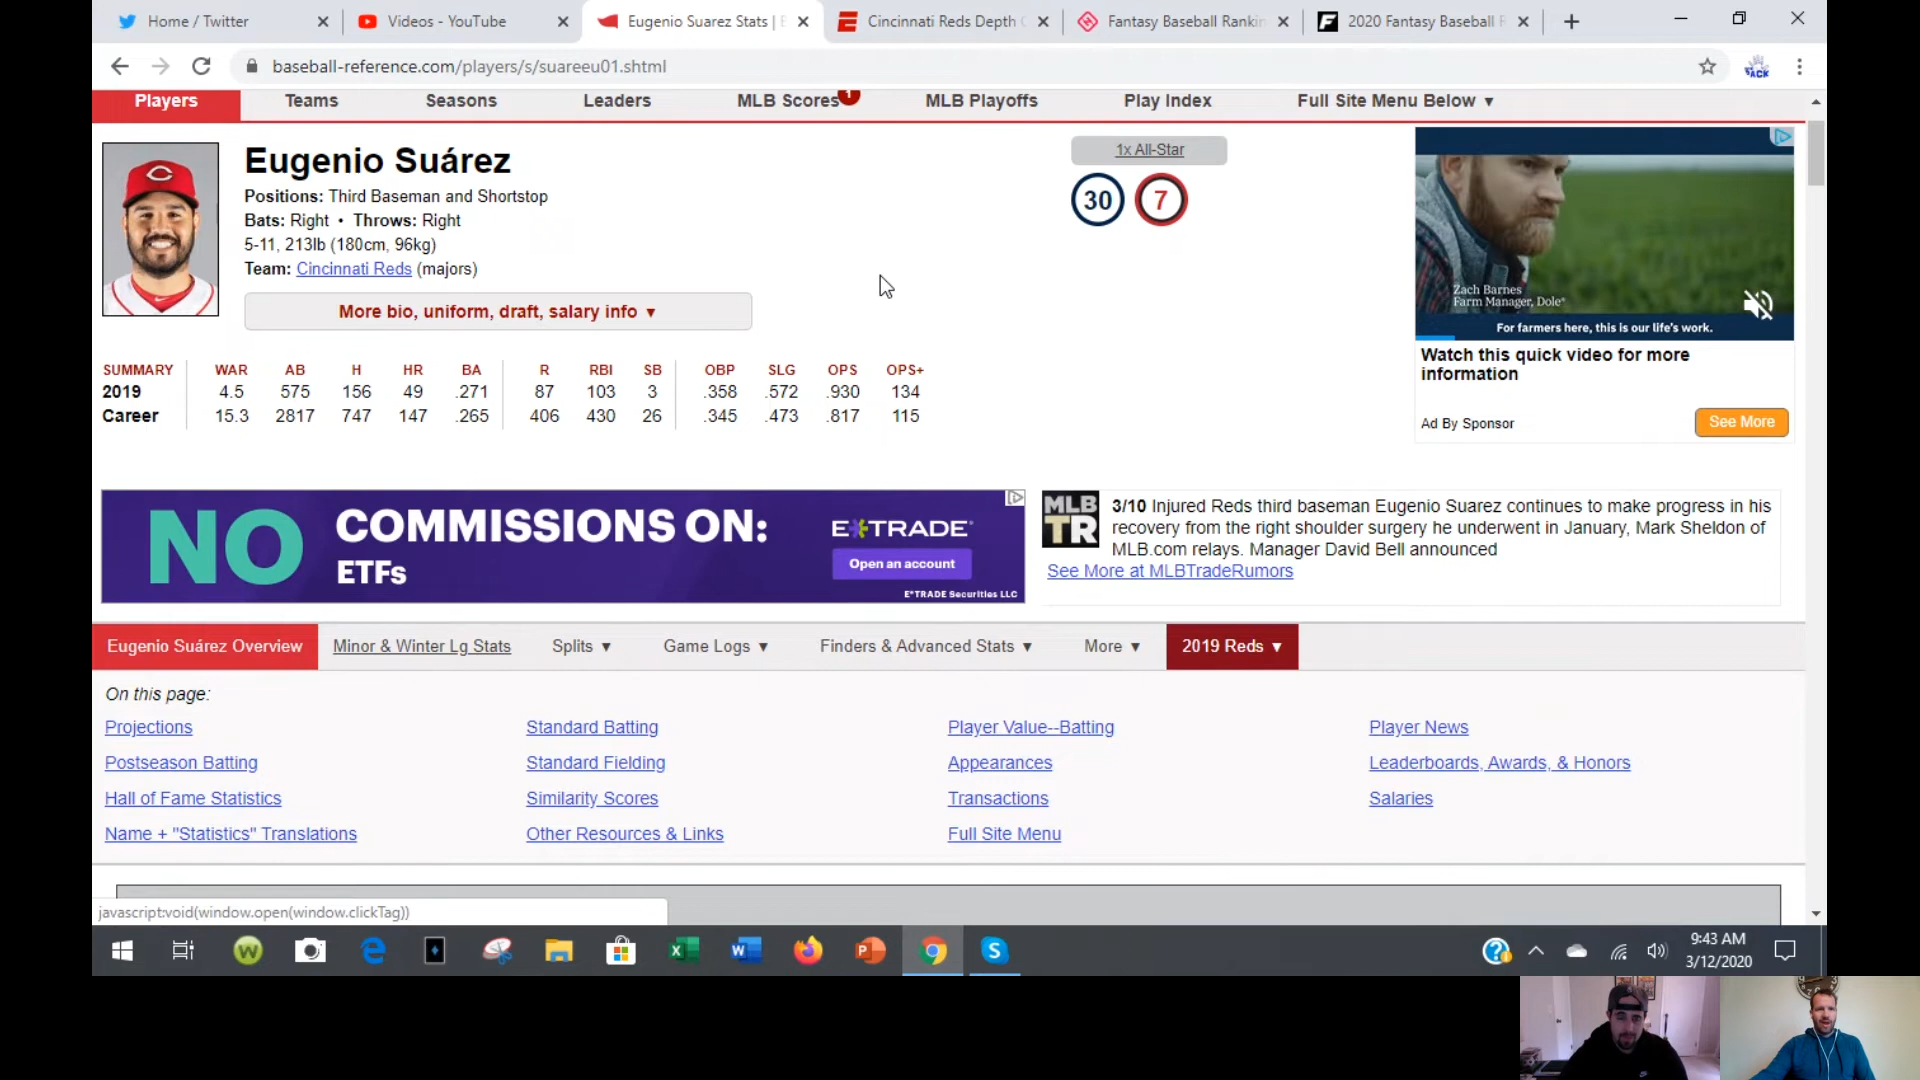 Home / Twitter
Videos - YouTube
Eugenio Suarez Stats |
Cincinnati Reds Depth
Fantasy Baseball Rankin
2020 Fantasy Baseball
baseball-reference.com/players/s/suareeu01.shtml
TACK
Players
Teams
Seasons
Leaders
MLB Scores
1
MLB Playoffs
Play Index
Full Site Menu Below ▼
Eugenio Suárez
Positions: Third Baseman and Shortstop
Bats: Right • Throws: Right
5-11, 213lb (180cm, 96kg)
Team: Cincinnati Reds (majors)
More bio, uniform, draft, salary info ▼
1x All-Star
30
7
Zach Barnes
Farm Manager, Dole®
For farmers here, this is our life's work.
Watch this quick video for more
information
Ad By Sponsor
See More
SUMMARY WAR AB H HR BA R RBI SB OBP SLG OPS OPS+
2019 4.5 575 156 49 .271 87 103 3 .358 .572 .930 134
Career 15.3 2817 747 147 .265 406 430 26 .345 .473 .817 115
NO
COMMISSIONS ON:
ETFs
E*TRADE
Open an account
E*TRADE Securities LLC
MLB
TR
3/10 Injured Reds third baseman Eugenio Suarez continues to make progress in his
recovery from the right shoulder surgery he underwent in January, Mark Sheldon of
MLB.com relays. Manager David Bell announced
See More at MLBTradeRumors
Eugenio Suárez Overview
Minor & Winter Lg Stats
Splits ▼
Game Logs ▼
Finders & Advanced Stats ▼
More ▼
2019 Reds ▼
On this page:
Projections
Standard Batting
Player Value--Batting
Player News
Postseason Batting
Standard Fielding
Appearances
Leaderboards, Awards, & Honors
Hall of Fame Statistics
Similarity Scores
Transactions
Salaries
Name + "Statistics" Translations
Other Resources & Links
Full Site Menu
javascript:void(window.open(window.clickTag))
9:43 AM
3/12/2020